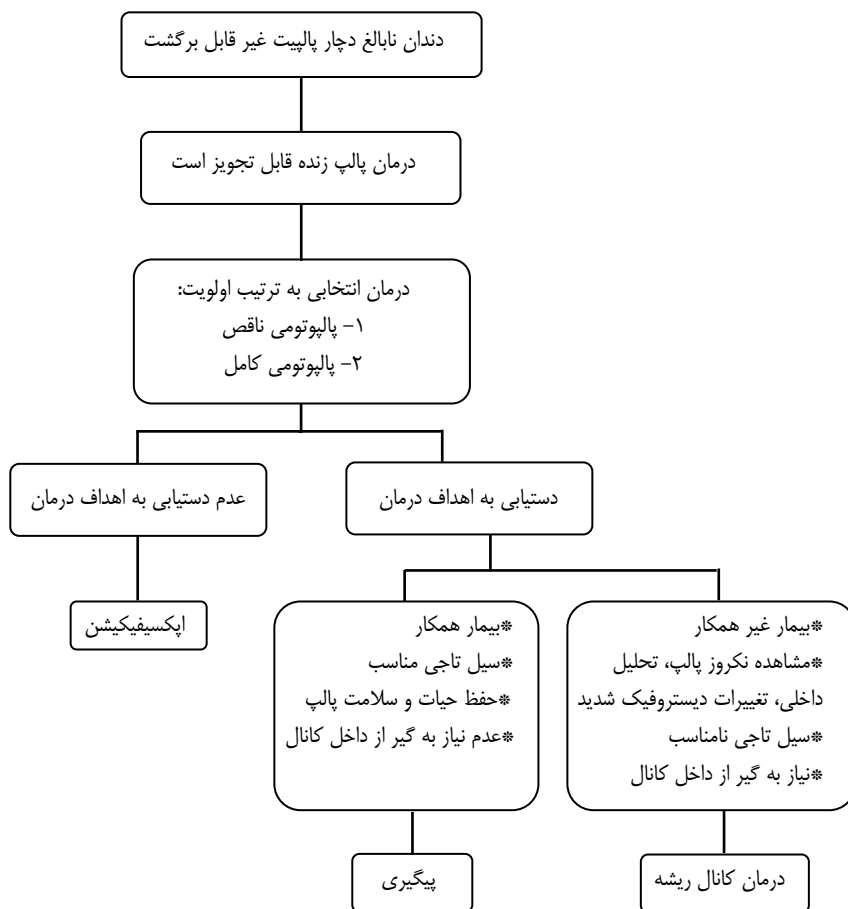 دندان نابالغ دچار پالپیت غیر قابل برگشت
درمان پالپ زنده قابل تجویز است
درمان انتخابی به ترتیب اولویت:
۱- پالپوتومی ناقص
۲- پالپوتومی کامل
دستیابی به اهداف درمان
عدم دستیابی به اهداف درمان
*بیمار غیر همکار
*مشاهده نکروز پالپ، تحلیل
داخلی، تغییرات دیستروفیک شدید
*سیل تاجی نامناسب
*نیاز به گیر از داخل کانال
*بیمار همکار
*سیل تاجی مناسب
*حفظ حیات و سلامت پالپ
*عدم نیاز به گیر از داخل کانال
اپکسیفیکیشن
درمان کانال ریشه
پیگیری